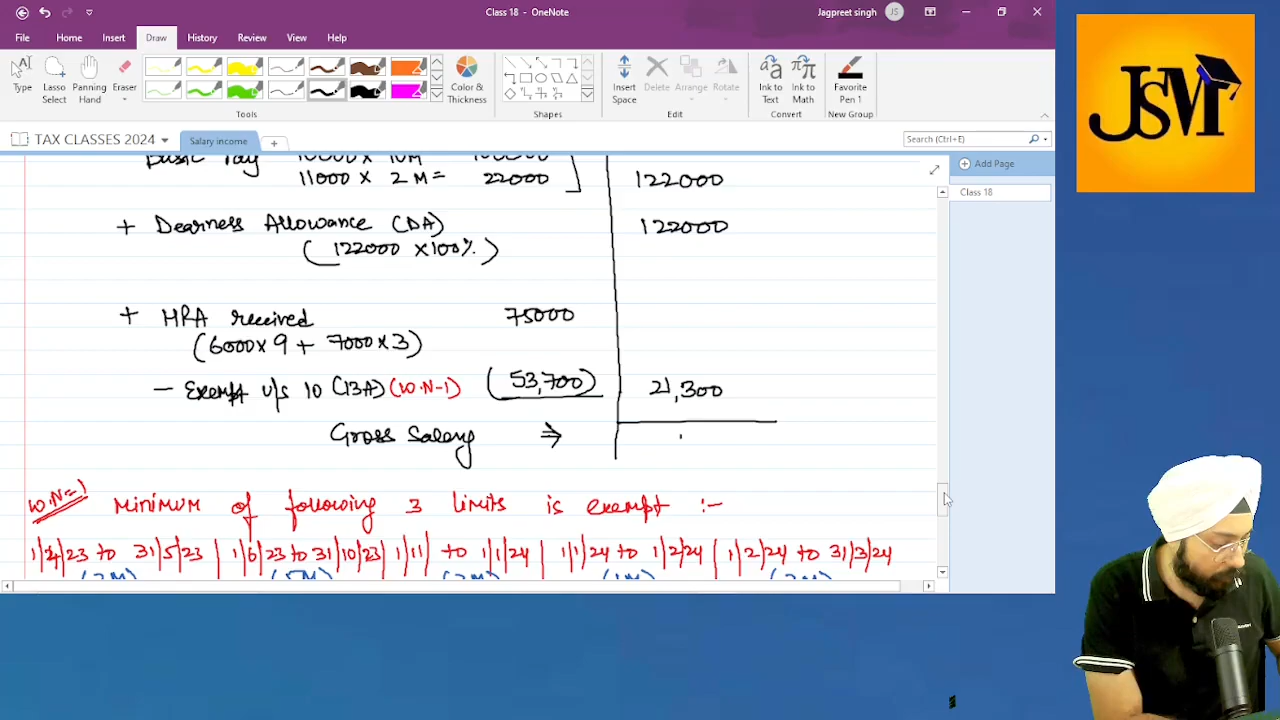 Class 18 - OneNote
Jagpreet singh JS
File Home Insert Draw History Review View Help
Type Lasso Select Panning Hand Eraser Color & Thickness Insert Space Delete Arrange Rotate Ink to Text Ink to Math Favorite Pen 1
Tools Shapes Edit Convert New Group
TAX CLASSES 2024 Salary income + Search (Ctrl+E)
Add Page
Class 18
Basic Pay 10000 x 10M 100000
11000 x 2 M = 22000 122000
+ Dearness Allowance (DA) 122000
(122000 x 100%)
+ HRA received 75000
(6000 x 9 + 7000 x 3)
- Exempt u/s 10 (13A) (W.N-1) (53,700) 21,300
Gross Salary ⇒
W.N=1 Minimum of following 3 limits is exempt :-
1/4/23 to 31/5/23 | 1/6/23 to 31/10/23 | 1/11 to 1/1/24 | 1/1/24 to 1/2/24 | 1/2/24 to 31/3/24
JSM